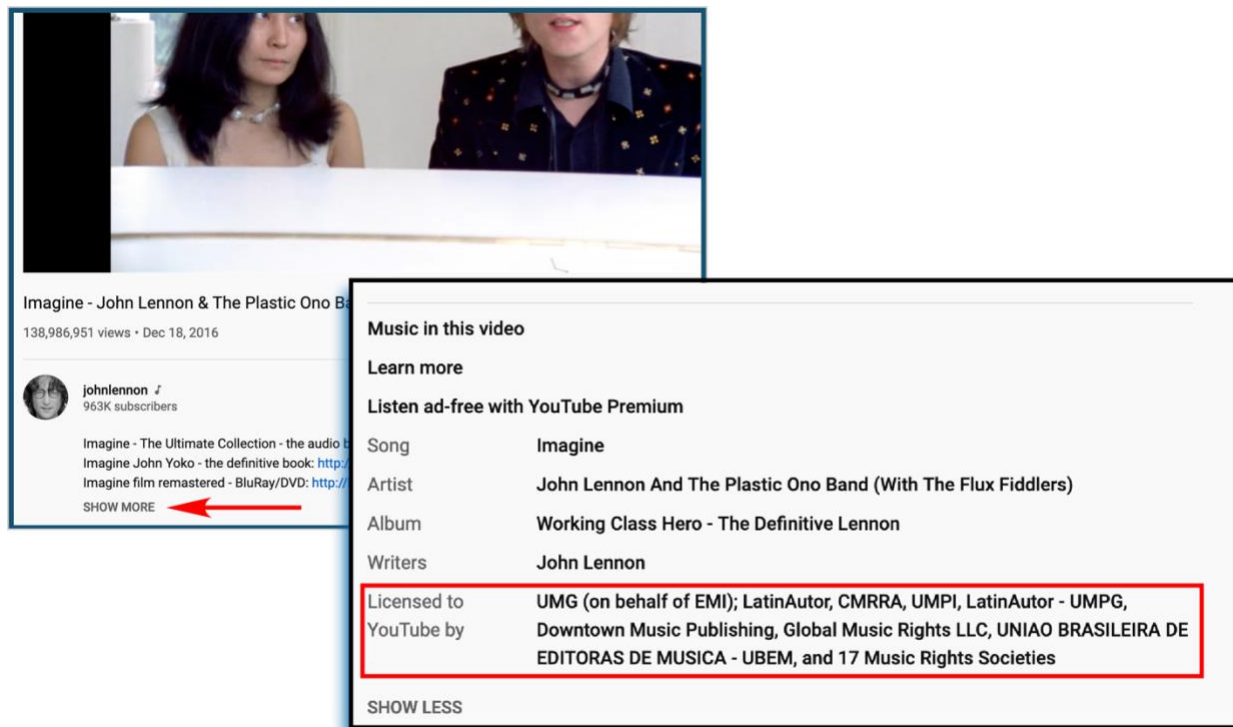 Imagine - John Lennon & The Plastic Ono
138,986,951 views • Dec 18, 2016
johnlennon ♪
963K subscribers
Imagine - The Ultimate Collection - the audio
Imagine John Yoko - the definitive book: http:/
Imagine film remastered - BluRay/DVD: http://
SHOW MORE
Music in this video
Learn more
Listen ad-free with YouTube Premium
Song Imagine
Artist John Lennon And The Plastic Ono Band (With The Flux Fiddlers)
Album Working Class Hero - The Definitive Lennon
Writers John Lennon
Licensed to UMG (on behalf of EMI); LatinAutor, CMRRA, UMPI, LatinAutor - UMPG,
YouTube by Downtown Music Publishing, Global Music Rights LLC, UNIAO BRASILEIRA DE
EDITORAS DE MUSICA - UBEM, and 17 Music Rights Societies
SHOW LESS